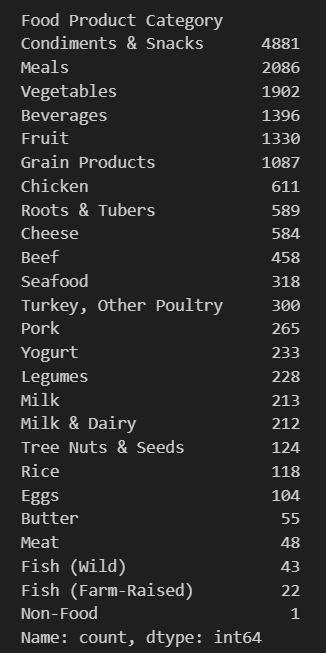 Food Product Category
Condiments & Snacks 4881
Meals 2086
Vegetables 1902
Beverages 1396
Fruit 1330
Grain Products 1087
Chicken 611
Roots & Tubers 589
Cheese 584
Beef 458
Seafood 318
Turkey, Other Poultry 300
Pork 265
Yogurt 233
Legumes 228
Milk 213
Milk & Dairy 212
Tree Nuts & Seeds 124
Rice 118
Eggs 104
Butter 55
Meat 48
Fish (Wild) 43
Fish (Farm-Raised) 22
Non-Food 1
Name: count, dtype: int64